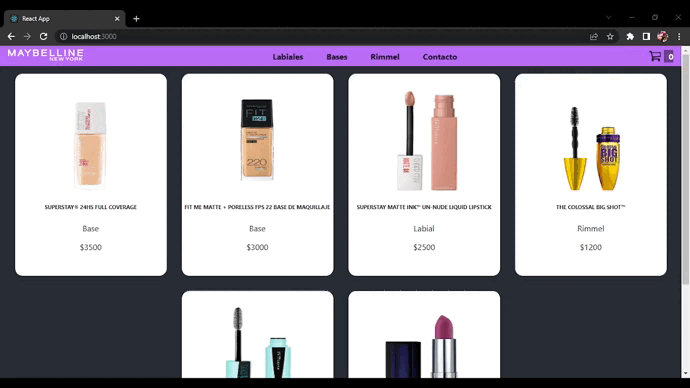 React App
localhost:3000
MAYBELLINE
NEW YORK
Labiales Bases Rimmel Contacto
0
FIT
220
BIG
SHOT
SUPERSTAY® 24HS FULL COVERAGE
Base
$3500
FIT ME MATTE + PORELESS FPS 22 BASE DE MAQUILLAJE
Base
$3000
SUPERSTAY MATTE INK™ UN-NUDE LIQUID LIPSTICK
Labial
$2500
THE COLOSSAL BIG SHOT™
Rimmel
$1200